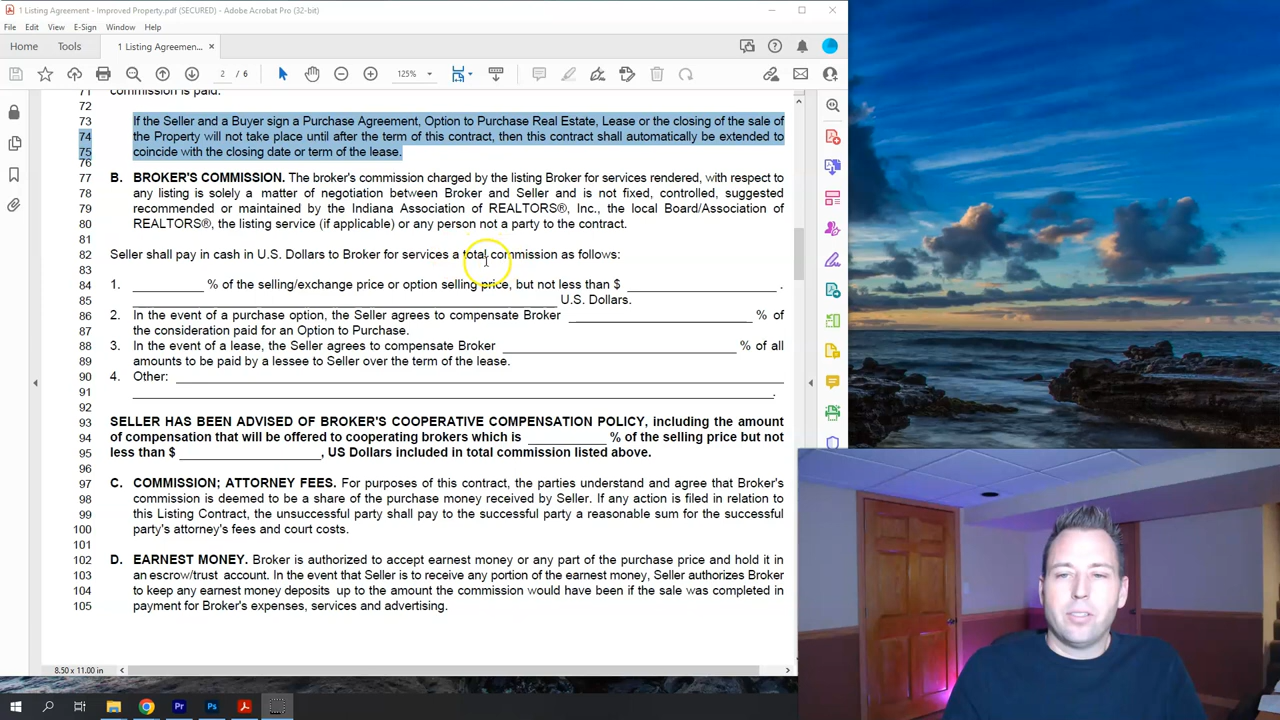 1 Listing Agreement - Improved Property.pdf (SECURED) - Adobe Acrobat Pro (32-bit)
File Edit View E-Sign Window Help
Home Tools 1 Listing Agreemen... ×
2 / 6 125%
71 commission is paid.
72
73 If the Seller and a Buyer sign a Purchase Agreement, Option to Purchase Real Estate, Lease or the closing of the sale of
74 the Property will not take place until after the term of this contract, then this contract shall automatically be extended to
75 coincide with the closing date or term of the lease.
76
77 B. BROKER'S COMMISSION. The broker's commission charged by the listing Broker for services rendered, with respect to
78 any listing is solely a matter of negotiation between Broker and Seller and is not fixed, controlled, suggested
79 recommended or maintained by the Indiana Association of REALTORS®, Inc., the local Board/Association of
80 REALTORS®, the listing service (if applicable) or any person not a party to the contract.
81
82 Seller shall pay in cash in U.S. Dollars to Broker for services a total commission as follows:
83
84 1. __________ % of the selling/exchange price or option selling price, but not less than $ ____________________ .
85 ____________________ U.S. Dollars.
86 2. In the event of a purchase option, the Seller agrees to compensate Broker ____________________ % of
87 the consideration paid for an Option to Purchase.
88 3. In the event of a lease, the Seller agrees to compensate Broker ____________________ % of all
89 amounts to be paid by a lessee to Seller over the term of the lease.
90 4. Other: ____________________
91 ____________________.
92
93 SELLER HAS BEEN ADVISED OF BROKER'S COOPERATIVE COMPENSATION POLICY, including the amount
94 of compensation that will be offered to cooperating brokers which is __________ % of the selling price but not
95 less than $ ____________________, US Dollars included in total commission listed above.
96
97 C. COMMISSION; ATTORNEY FEES. For purposes of this contract, the parties understand and agree that Broker's
98 commission is deemed to be a share of the purchase money received by Seller. If any action is filed in relation to
99 this Listing Contract, the unsuccessful party shall pay to the successful party a reasonable sum for the successful
100 party's attorney's fees and court costs.
101
102 D. EARNEST MONEY. Broker is authorized to accept earnest money or any part of the purchase price and hold it in
103 an escrow/trust account. In the event that Seller is to receive any portion of the earnest money, Seller authorizes Broker
104 to keep any earnest money deposits up to the amount the commission would have been if the sale was completed in
105 payment for Broker's expenses, services and advertising.
8.50 x 11.00 in